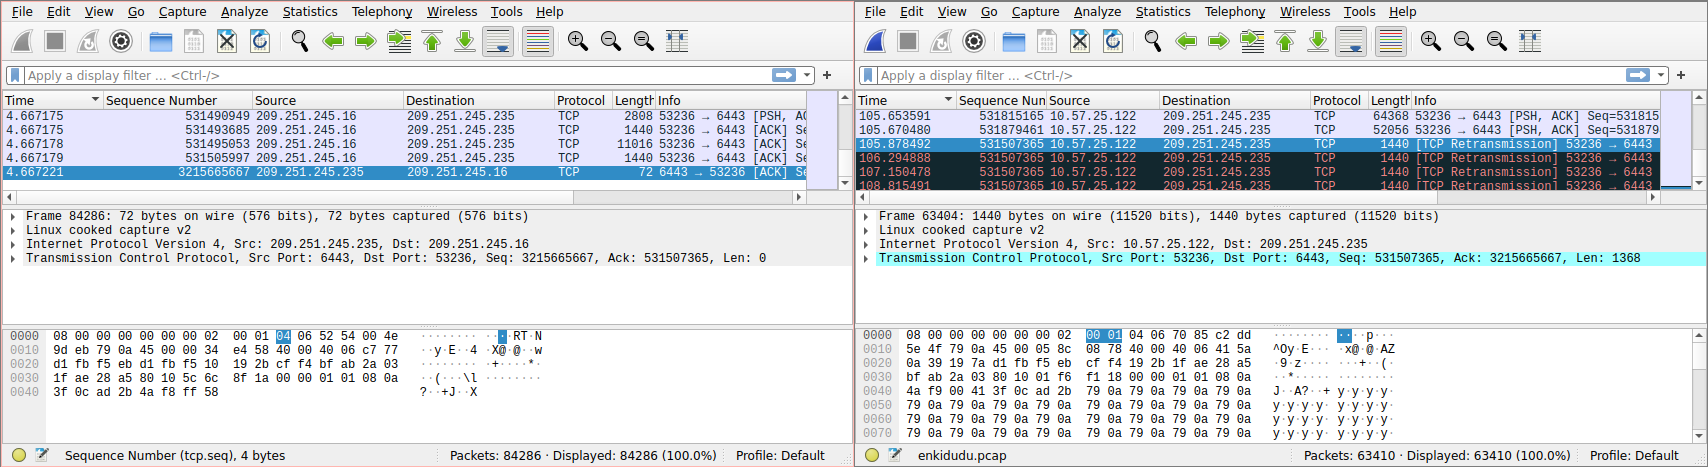 File Edit View Go Capture Analyze Statistics Telephony Wireless Tools Help
Apply a display filter … <Ctrl-/>
Time Sequence Number Source Destination Protocol Length Info
4.667175 531490949 209.251.245.16 209.251.245.235 TCP 2808 53236 → 6443 [PSH, AC
4.667175 531493685 209.251.245.16 209.251.245.235 TCP 1440 53236 → 6443 [ACK] Se
4.667178 531495053 209.251.245.16 209.251.245.235 TCP 11016 53236 → 6443 [ACK] Se
4.667179 531505997 209.251.245.16 209.251.245.235 TCP 1440 53236 → 6443 [ACK] Se
4.667221 3215665667 209.251.245.235 209.251.245.16 TCP 72 6443 → 53236 [ACK] Se
Frame 84286: 72 bytes on wire (576 bits), 72 bytes captured (576 bits)
Linux cooked capture v2
Internet Protocol Version 4, Src: 209.251.245.235, Dst: 209.251.245.16
Transmission Control Protocol, Src Port: 6443, Dst Port: 53236, Seq: 3215665667, Ack: 531507365, Len: 0
0000 08 00 00 00 00 00 00 02 00 01 04 06 52 54 00 4e ········ ····RT·N
0010 9d eb 79 0a 45 00 00 34 e4 58 40 00 40 06 c7 77 ··y·E··4 ·X@·@··w
0020 d1 fb f5 eb d1 fb f5 10 19 2b cf f4 bf ab 2a 03 ········ ·+····*·
0030 1f ae 28 a5 80 10 5c 6c 8f 1a 00 00 01 01 08 0a ··(···\l ········
0040 3f 0c ad 2b 4a f8 ff 58 ?··+J··X
Sequence Number (tcp.seq), 4 bytes Packets: 84286 · Displayed: 84286 (100.0%) Profile: Default
File Edit View Go Capture Analyze Statistics Telephony Wireless Tools Help
Apply a display filter … <Ctrl-/>
Time Sequence Num Source Destination Protocol Length Info
105.653591 531815165 10.57.25.122 209.251.245.235 TCP 64368 53236 → 6443 [PSH, ACK] Seq=531815
105.670480 531879461 10.57.25.122 209.251.245.235 TCP 52056 53236 → 6443 [PSH, ACK] Seq=531879
105.878492 531507365 10.57.25.122 209.251.245.235 TCP 1440 [TCP Retransmission] 53236 → 6443
106.294888 531507365 10.57.25.122 209.251.245.235 TCP 1440 [TCP Retransmission] 53236 → 6443
107.150478 531507365 10.57.25.122 209.251.245.235 TCP 1440 [TCP Retransmission] 53236 → 6443
108.815491 531507365 10.57.25.122 209.251.245.235 TCP 1440 [TCP Retransmission] 53236 → 6443
Frame 63404: 1440 bytes on wire (11520 bits), 1440 bytes captured (11520 bits)
Linux cooked capture v2
Internet Protocol Version 4, Src: 10.57.25.122, Dst: 209.251.245.235
Transmission Control Protocol, Src Port: 53236, Dst Port: 6443, Seq: 531507365, Ack: 3215665667, Len: 1368
0000 08 00 00 00 00 00 00 02 00 01 04 06 70 85 c2 dd ········ ····p···
0010 5e 4f 79 0a 45 00 05 8c 08 78 40 00 40 06 41 5a ^Oy·E··· ·x@·@·AZ
0020 0a 39 19 7a d1 fb f5 eb cf f4 19 2b 1f ae 28 a5 ·9·z···· ···+··(·
0030 bf ab 2a 03 80 10 01 f6 f1 18 00 00 01 01 08 0a ··*····· ········
0040 4a f9 00 41 3f 0c ad 2b 79 0a 79 0a 79 0a 79 0a J··A?··+ y·y·y·y·
0050 79 0a 79 0a 79 0a 79 0a 79 0a 79 0a 79 0a 79 0a y·y·y·y· y·y·y·y·
0060 79 0a 79 0a 79 0a 79 0a 79 0a 79 0a 79 0a 79 0a y·y·y·y· y·y·y·y·
0070 79 0a 79 0a 79 0a 79 0a 79 0a 79 0a 79 0a 79 0a y·y·y·y· y·y·y·y·
enkidudu.pcap Packets: 63410 · Displayed: 63410 (100.0%) Profile: Default